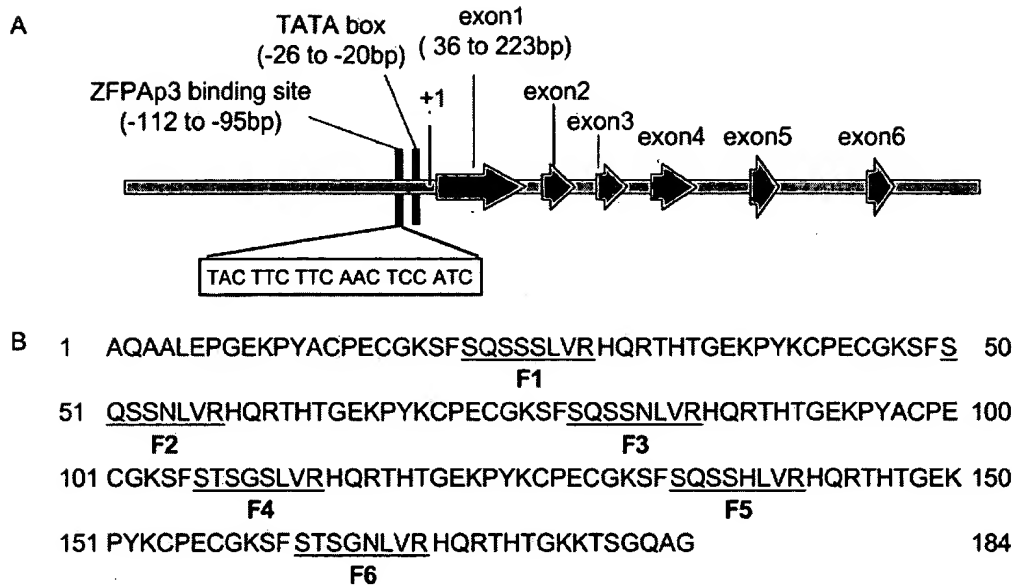 A
TATA box
(-26 to -20bp)
exon1
( 36 to 223bp)
ZFPAp3 binding site
(-112 to -95bp)
+1
exon2
exon3
exon4
exon5
exon6
TAC TTC TTC AAC TCC ATC
B
1 AQAALEPGEKPYACPECGKSFSQSSSLVRHQRTHTGEKPYKCPECGKSFS 50
F1
51 QSSNLVRHQRTHTGEKPYKCPECGKSFSQSSNLVRHQRTHTGEKPYACPE 100
F2 F3
101 CGKSFSTSGSLVRHQRTHTGEKPYKCPECGKSFSQSSHLVRHQRTHTGEK 150
F4 F5
151 PYKCPECGKSFSTSGNLVRHQRTHTGKKTSGQAG 184
F6